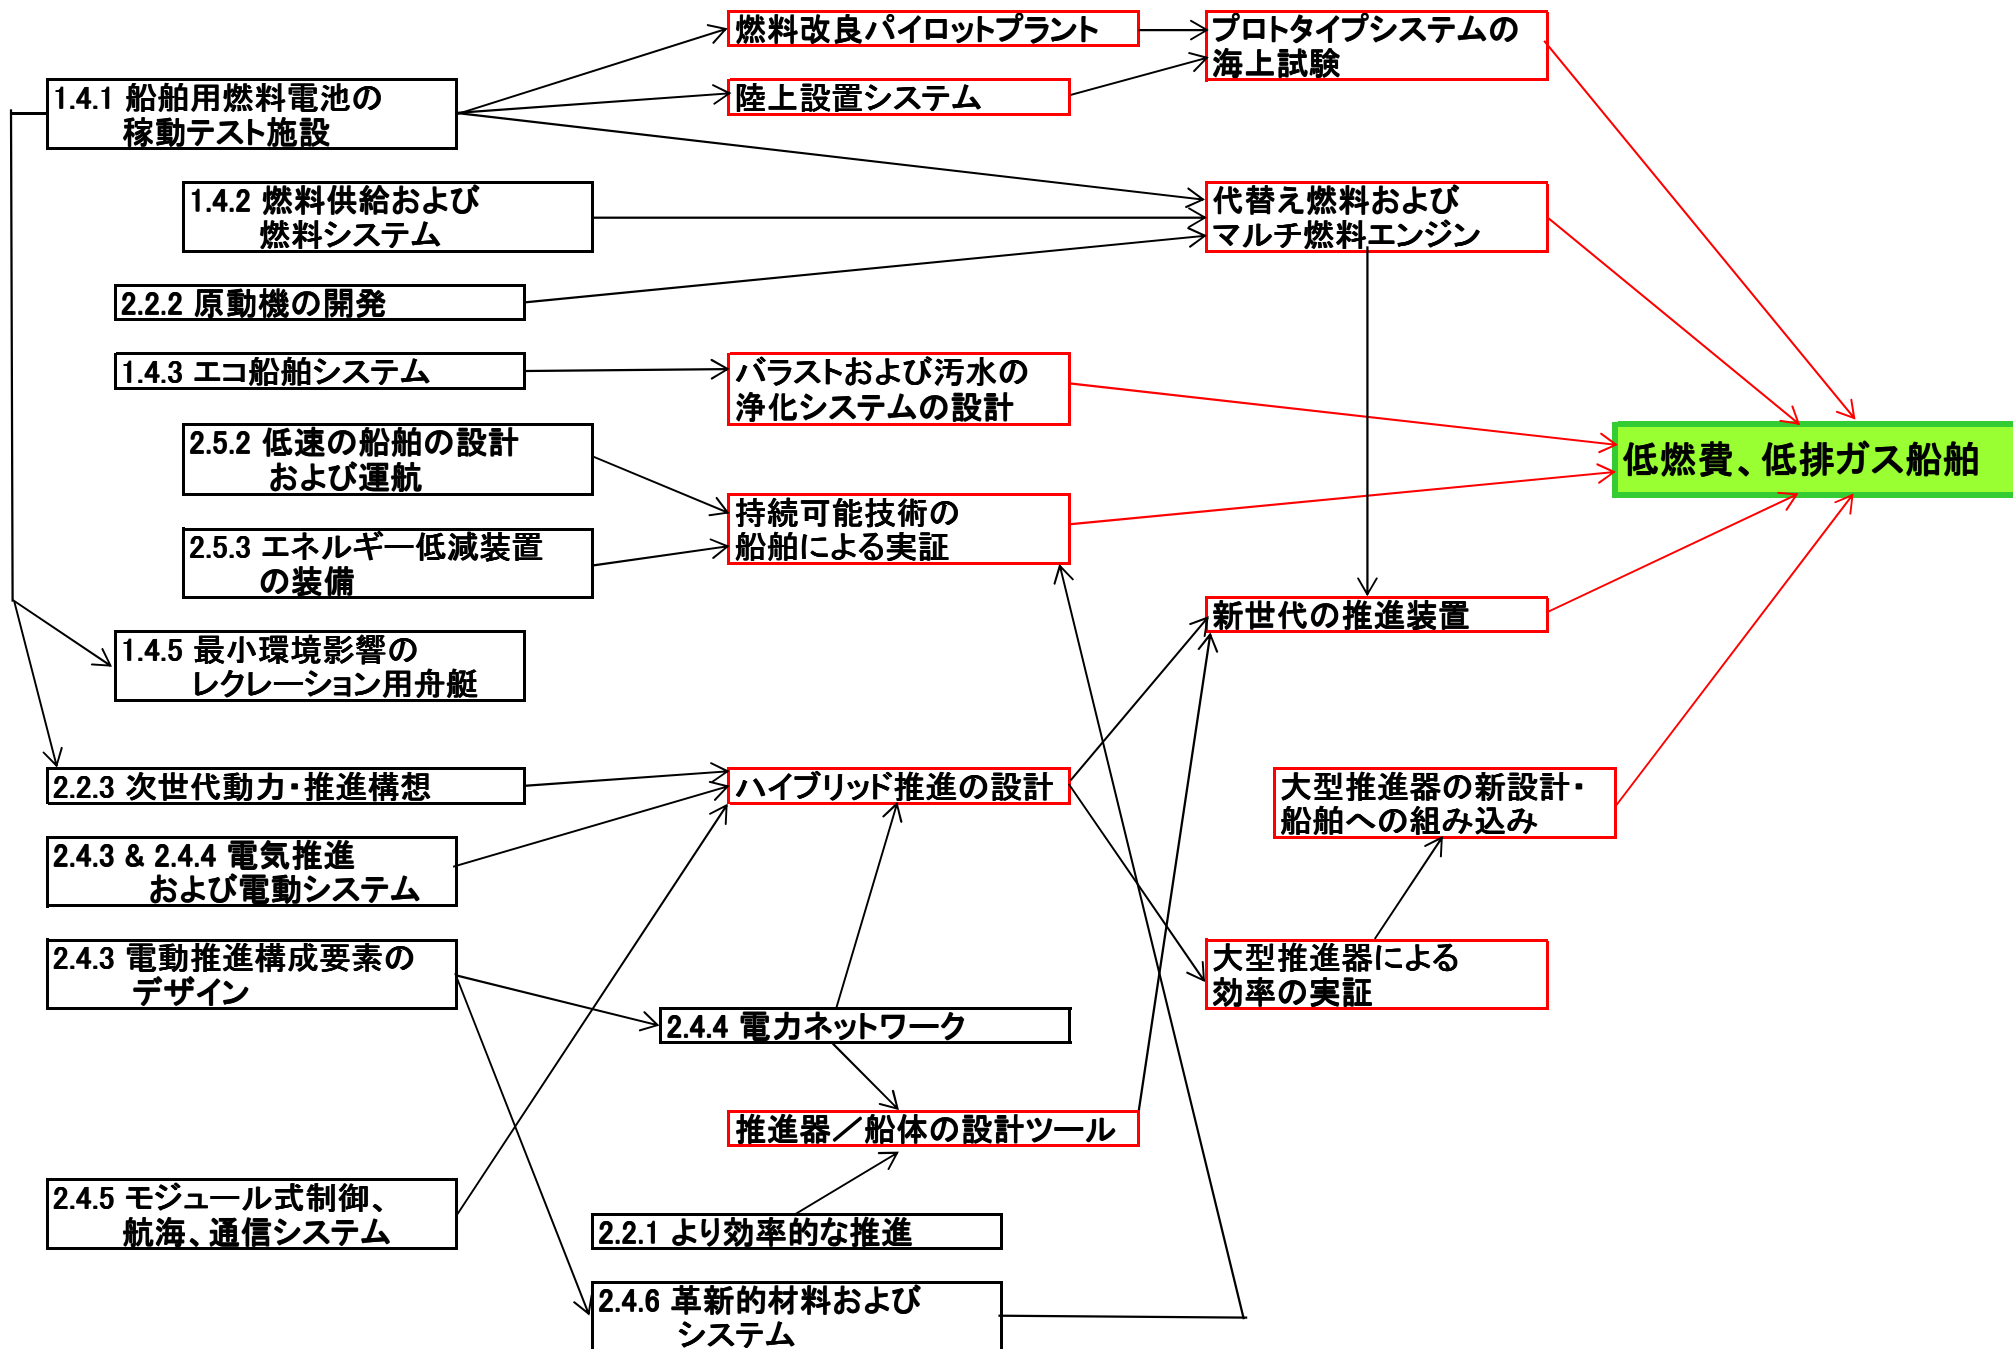 燃料改良パイロットプラント
プロトタイプシステムの
海上試験
1.4.1 船舶用燃料電池の
稼動テスト施設
陸上設置システム
1.4.2 燃料供給および
燃料システム
代替え燃料および
マルチ燃料エンジン
2.2.2 原動機の開発
1.4.3 エコ船舶システム
バラストおよび汚水の
浄化システムの設計
2.5.2 低速の船舶の設計
および運航
低燃費、低排ガス船舶
持続可能技術の
船舶による実証
2.5.3 エネルギー低減装置
の装備
新世代の推進装置
1.4.5 最小環境影響の
レクレーション用舟艇
2.2.3 次世代動力・推進構想
ハイブリッド推進の設計
大型推進器の新設計・
船舶への組み込み
2.4.3 & 2.4.4 電気推進
および電動システム
2.4.3 電動推進構成要素の
デザイン
大型推進器による
効率の実証
2.4.4 電力ネットワーク
推進器／船体の設計ツール
2.4.5 モジュール式制御、
航海、通信システム
2.2.1 より効率的な推進
2.4.6 革新的材料および
システム